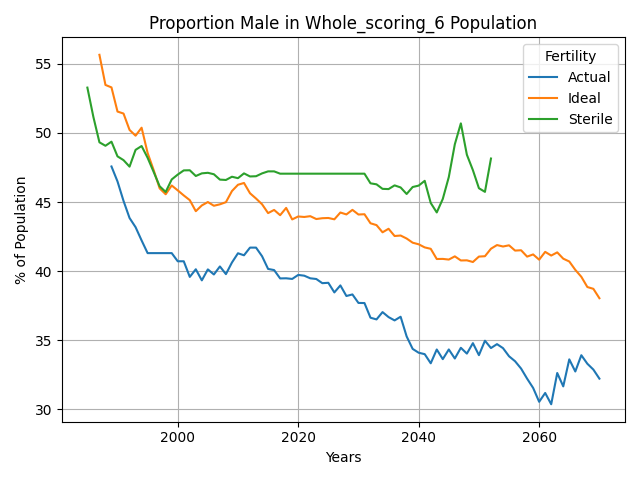 Proportion Male in Whole_scoring_6 Population
Fertility
Actual
Ideal
Sterile
% of Population
55
50
45
40
35
30
2000
2020
2040
2060
Years